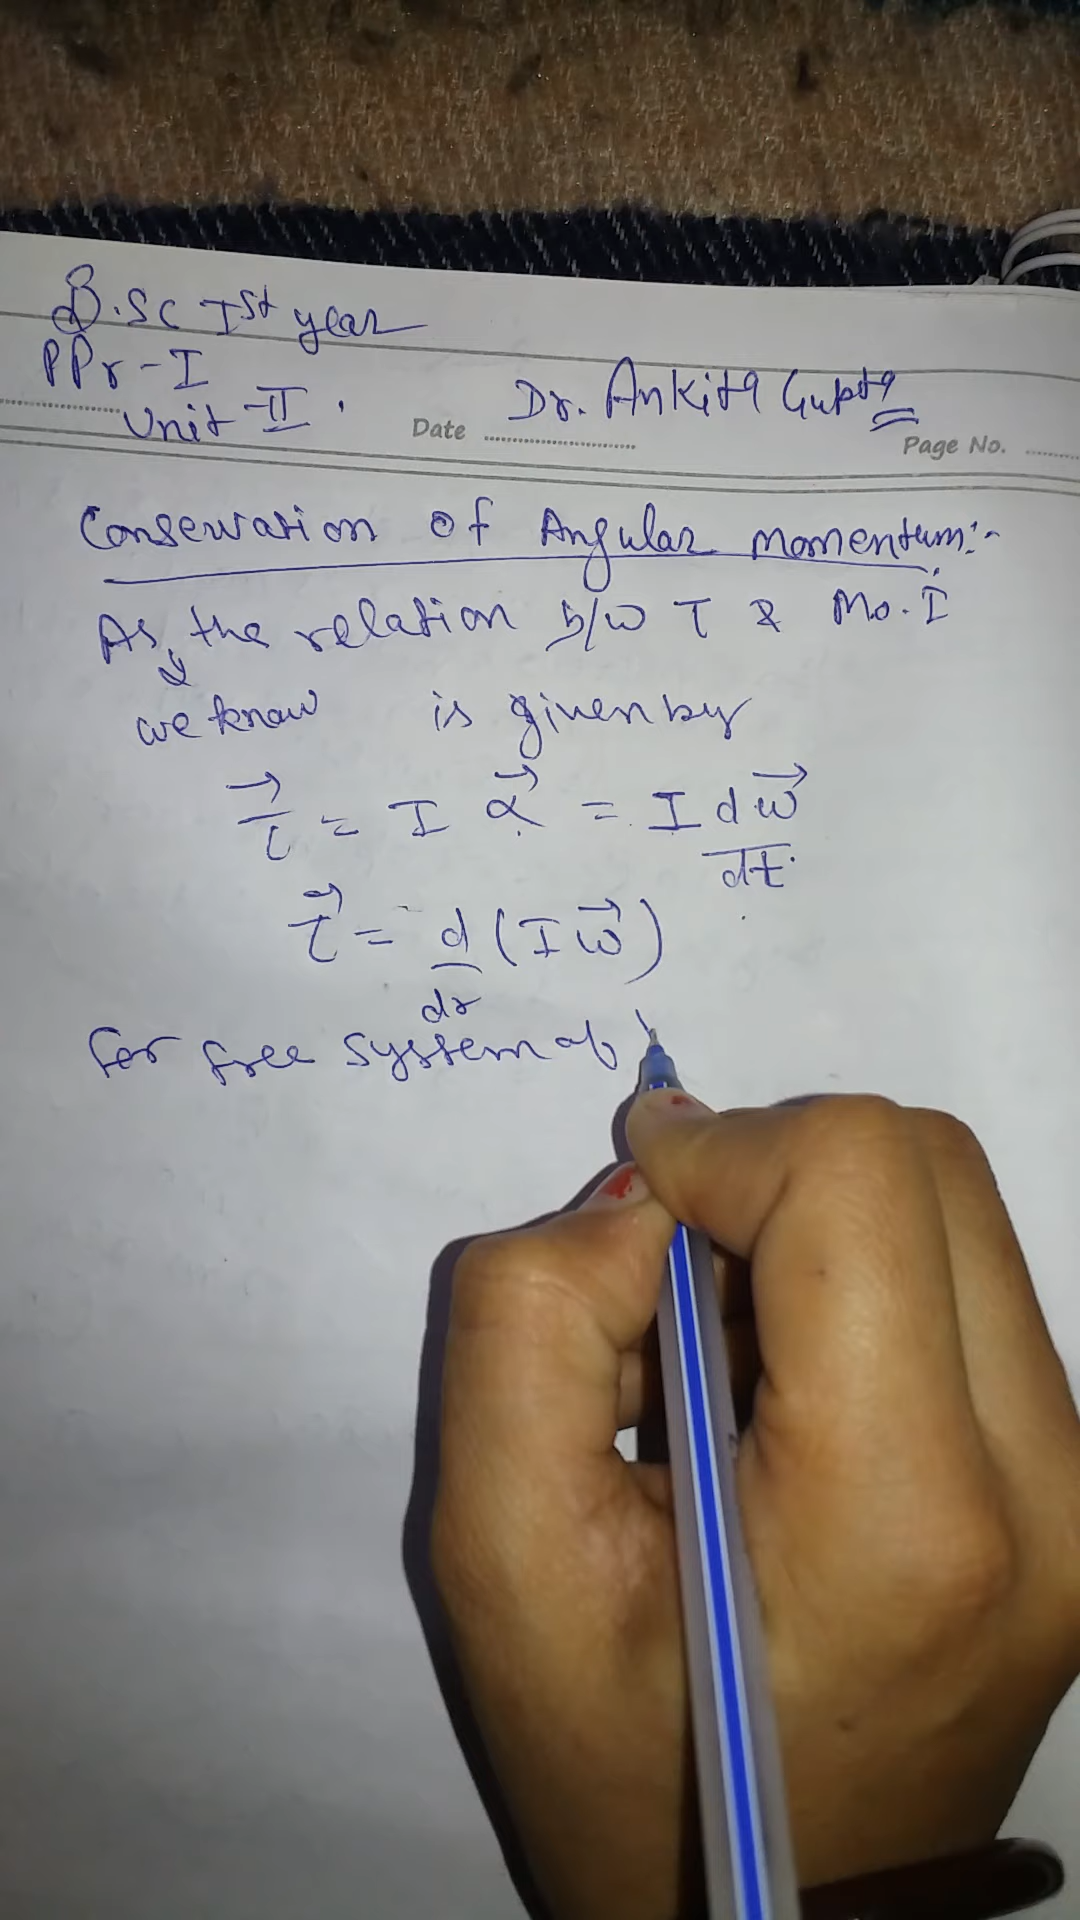 B.Sc Ist year
PPr-I
Unit-II.
Dr. Ankita Gupta
Date
Page No.
Conservation of Angular momentum:-
As the relation b/w τ & Mo.I
we know is given by
τ⃗ = I α⃗ = I dω⃗/dt
τ⃗ = d/dr (Iω⃗)
for free system of